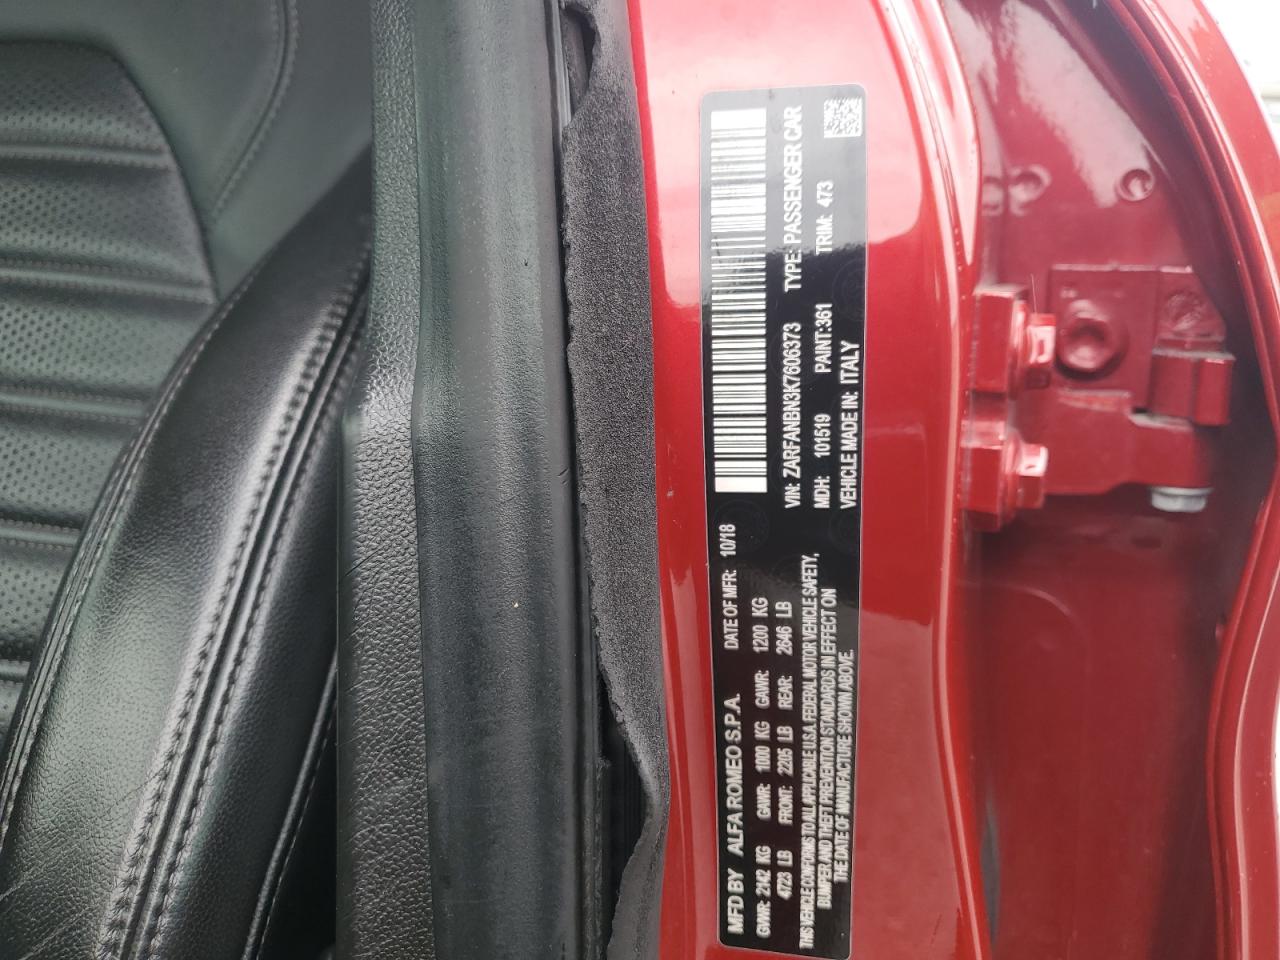 MFD BY ALFA ROMEO S.P.A. DATE OF MFR: 10/18
GVWR: 2142 KG GAWR: 1000 KG GAWR: 1200 KG
4723 LB FRONT: 2205 LB REAR: 2646 LB
THIS VEHICLE CONFORMS TO ALL APPLICABLE U.S.A. FEDERAL MOTOR VEHICLE SAFETY,
BUMPER AND THEFT PREVENTION STANDARDS IN EFFECT ON
THE DATE OF MANUFACTURE SHOWN ABOVE.
VIN: ZARFANBN3K7606373 TYPE: PASSENGER CAR
MDH: 101519 PAINT:361 TRIM: 473
VEHICLE MADE IN: ITALY